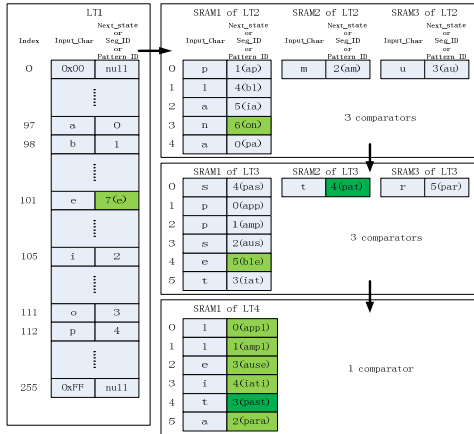 LT1
Index Input_Char Next_state or Seg_ID or Pattern ID
0 0x00 null
97 a 0
98 b 1
101 e 7(e)
105 i 2
111 o 3
112 p 4
255 0xFF null
SRAM1 of LT2 SRAM2 of LT2 SRAM3 of LT2
Input_Char Next_state or Seg_ID or Pattern ID Input_Char Next_state or Seg_ID or Pattern ID Input_Char Next_state or Seg_ID or Pattern ID
0 p 1(ap) m 2(am) u 3(au)
1 l 4(bl)
2 a 5(ia)
3 n 6(on)
4 a 0(pa)
3 comparators
SRAM1 of LT3 SRAM2 of LT3 SRAM3 of LT3
0 s 4(pas) t 4(pat) r 5(par)
1 p 0(app)
2 p 1(amp)
3 s 2(aus)
4 e 5(ble)
5 t 3(iat)
3 comparators
SRAM1 of LT4
0 l 0(appl)
1 l 1(ampl)
2 e 3(ause)
3 i 4(iati)
4 t 3(past)
5 a 2(para)
1 comparator